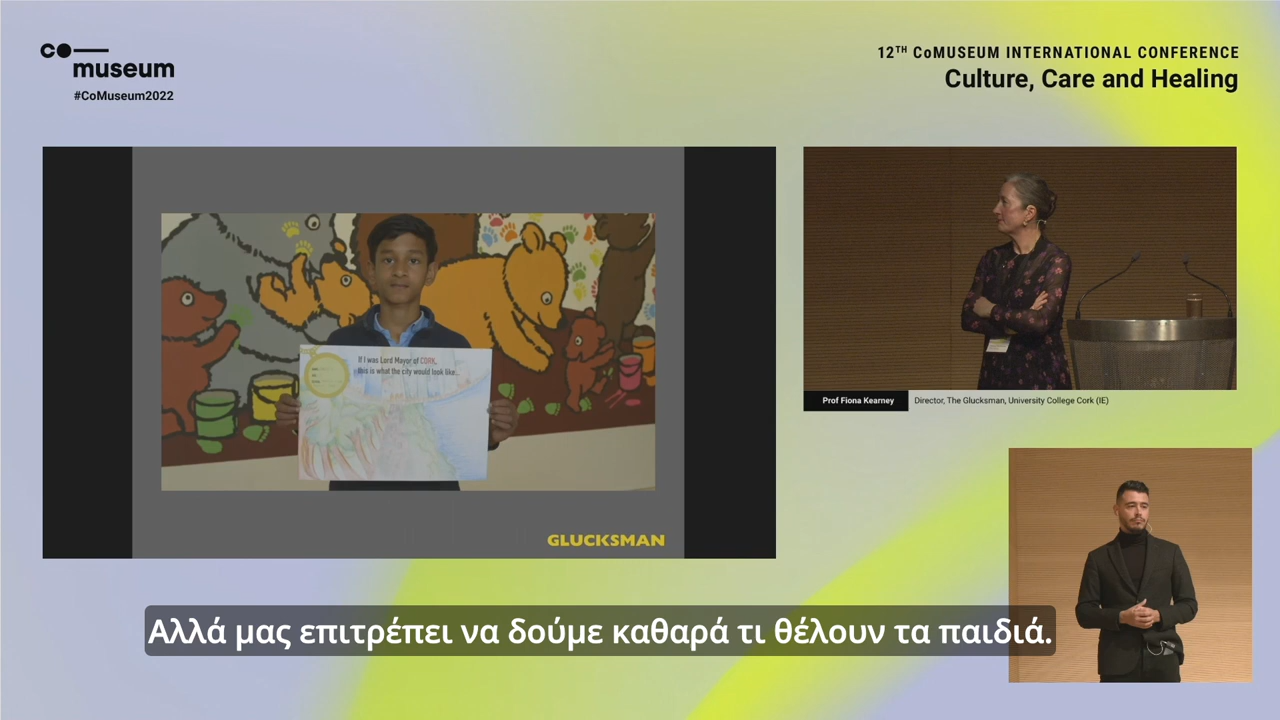 co museum
#CoMuseum2022
12TH CoMUSEUM INTERNATIONAL CONFERENCE
Culture, Care and Healing
If I was Lord Mayor of CORK,
this is what the city would look like...
GLUCKSMAN
Prof Fiona Kearney
Director, The Glucksman, University College Cork (IE)
Αλλά μας επιτρέπει να δούμε καθαρά τι θέλουν τα παιδιά.